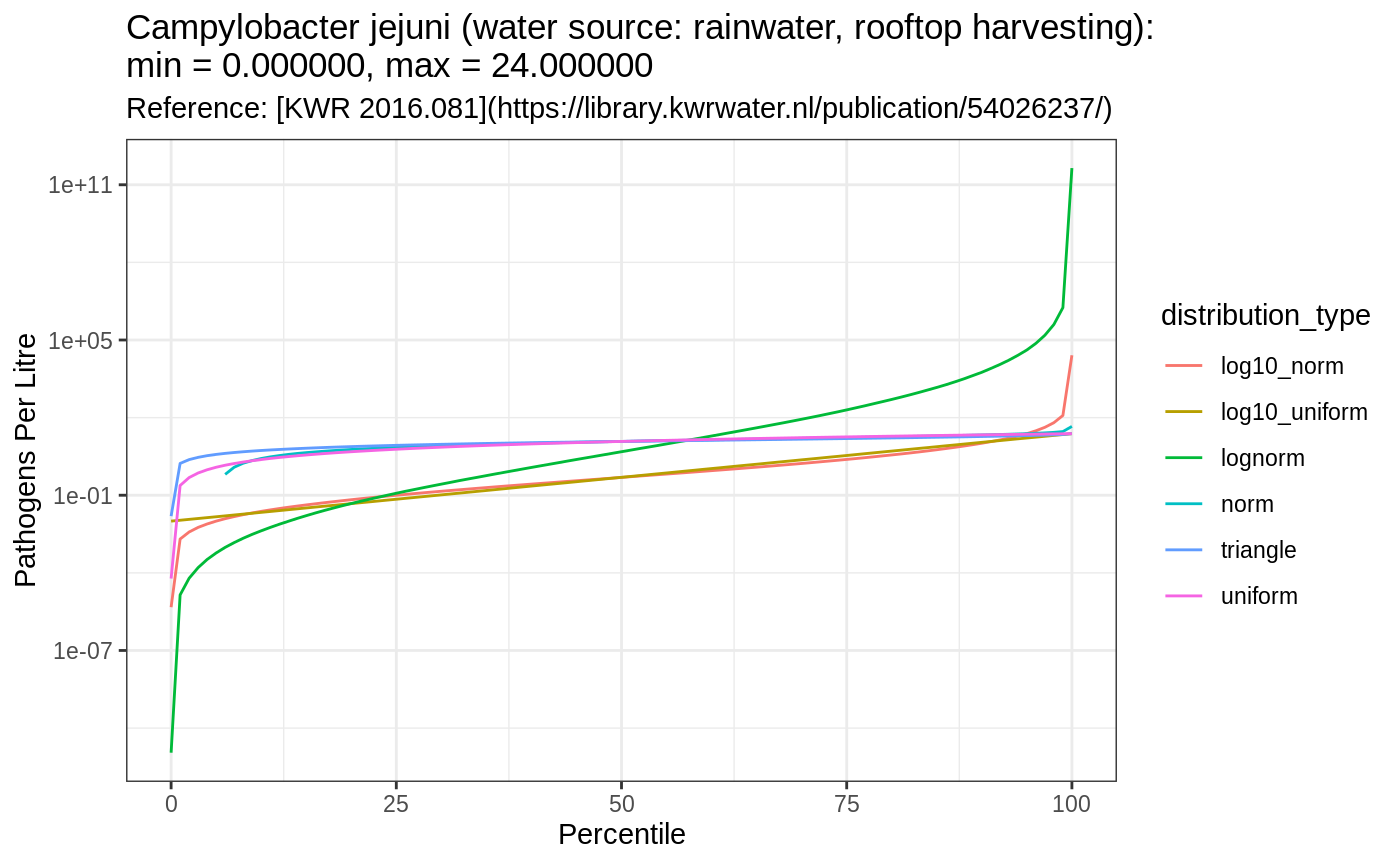 Campylobacter jejuni (water source: rainwater, rooftop harvesting):
min = 0.000000, max = 24.000000
Reference: [KWR 2016.081](https://library.kwrwater.nl/publication/54026237/)
Pathogens Per Litre
1e+11
1e+05
1e-01
1e-07
0 25 50 75 100
Percentile
distribution_type
log10_norm
log10_uniform
lognorm
norm
triangle
uniform